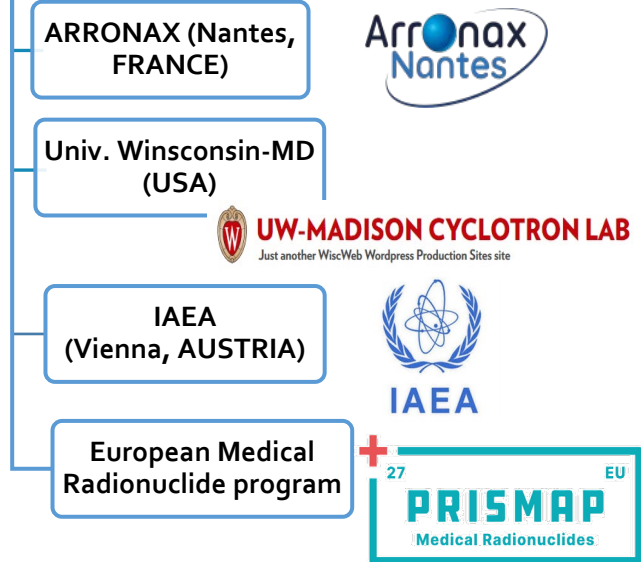 ARRONAX (Nantes,
FRANCE)
Arronax
Nantes
Univ. Winsconsin-MD
(USA)
W
UW-MADISON CYCLOTRON LAB
Just another WiscWeb Wordpress Production Sites site
IAEA
(Vienna, AUSTRIA)
IAEA
European Medical
Radionuclide program
27 EU
PRISMAP
Medical Radionuclides